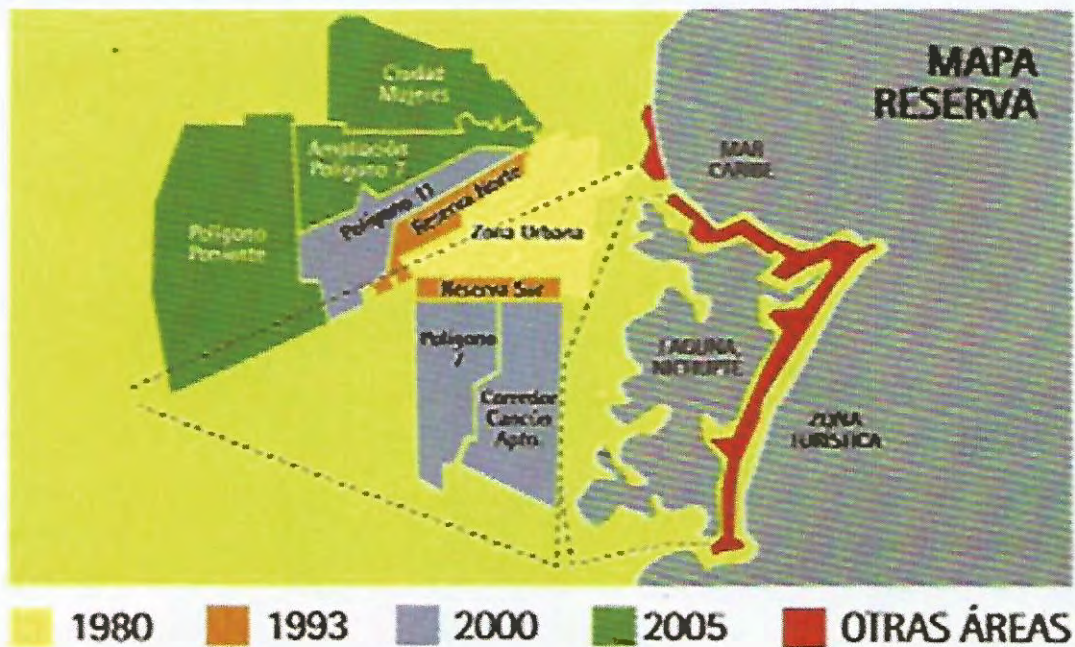 MAPA
RESERVA
Ciudad
Mujeres
Ampliación
Polígono 7
MAR
CARIBE
Polígono 11
Reserva Norte
Polígono
Poniente
Zona Urbana
Reserva Sur
Polígono
7
LAGUNA
NICHUPTE
Corredor
Cancún
Apto.
ZONA
TURÍSTICA
1980
1993
2000
2005
OTRAS ÁREAS